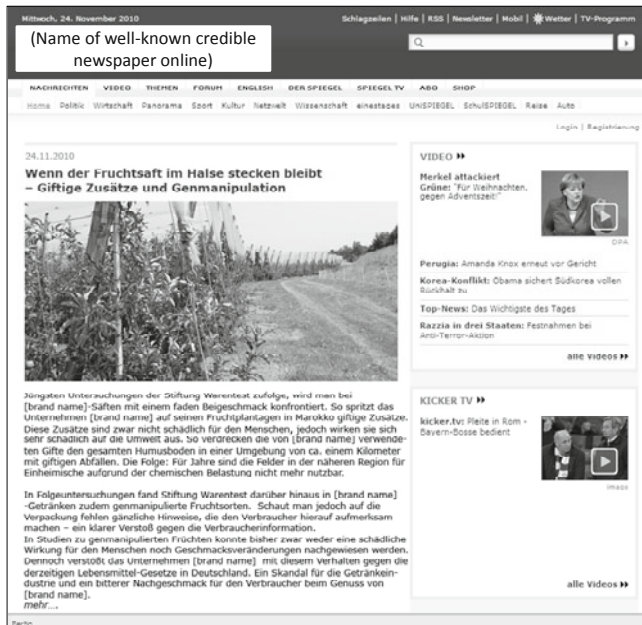 Mittwoch, 24. November 2010
Schlagzeilen | Hilfe | RSS | Newsletter | Mobil | Wetter | TV-Programm
(Name of well-known credible
newspaper online)
NACHRICHTEN VIDEO THEMEN FORUM ENGLISH DER SPIEGEL SPIEGEL TV ABO SHOP
Home Politik Wirtschaft Panorama Sport Kultur Netzwelt Wissenschaft einestages UniSPIEGEL SchulSPIEGEL Reise Auto
Login | Registrierung
24.11.2010
Wenn der Fruchtsaft im Halse stecken bleibt
– Giftige Zusätze und Genmanipulation
Jüngsten Untersuchungen der Stiftung Warentest zufolge, wird man bei
[brand name]-Säften mit einem faden Beigeschmack konfrontiert. So spritzt das
Unternehmen [brand name] auf seinen Fruchtplantagen in Marokko giftige Zusätze.
Diese Zusätze sind zwar nicht schädlich für den Menschen, jedoch wirken sie sich
sehr schädlich auf die Umwelt aus. So verdrecken die von [brand name] verwende-
ten Gifte den gesamten Humusboden in einer Umgebung von ca. einem Kilometer
mit giftigen Abfällen. Die Folge: Für Jahre sind die Felder in der näheren Region für
Einheimische aufgrund der chemischen Belastung nicht mehr nutzbar.
In Folgeuntersuchungen fand Stiftung Warentest darüber hinaus in [brand name]
-Getränken zudem genmanipulierte Fruchtsorten. Schaut man jedoch auf die
Verpackung fehlen gänzliche Hinweise, die den Verbraucher hierauf aufmerksam
machen – ein klarer Verstoß gegen die Verbraucherinformation.
In Studien zu genmanipulierten Früchten konnte bisher zwar weder eine schädliche
Wirkung für den Menschen noch Geschmacksveränderungen nachgewiesen werden.
Dennoch verstößt das Unternehmen [brand name] mit diesem Verhalten gegen die
derzeitigen Lebensmittel-Gesetze in Deutschland. Ein Skandal für die Getränkein-
dustrie und ein bitterer Nachgeschmack für den Verbraucher beim Genuss von
[brand name].
mehr....
VIDEO
Merkel attackiert
Grüne: "Für Weihnachten,
gegen Adventszeit!"
DPA
Perugia: Amanda Knox erneut vor Gericht
Korea-Konflikt: Obama sichert Südkorea vollen
Rückhalt zu
Top-News: Das Wichtigste des Tages
Razzia in drei Staaten: Festnahmen bei
Anti-Terror-Aktion
alle Videos
KICKER TV
kicker.tv: Pleite in Rom -
Bayern-Bosse bedient
imago
alle Videos